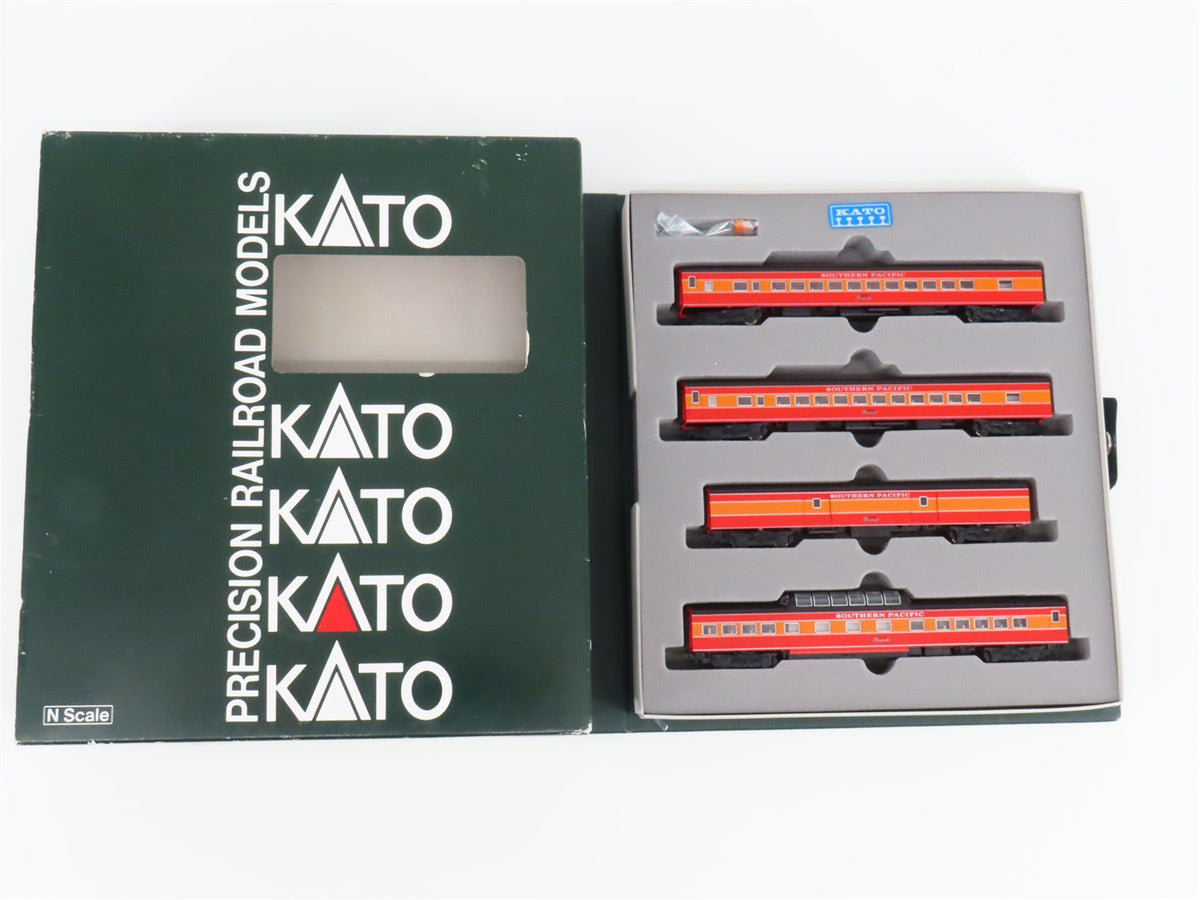 PRECISION RAILROAD MODELS
KATO
KATO
KATO
KATO
KATO
N Scale
KATO
SOUTHERN PACIFIC
SOUTHERN PACIFIC
SOUTHERN PACIFIC
SOUTHERN PACIFIC